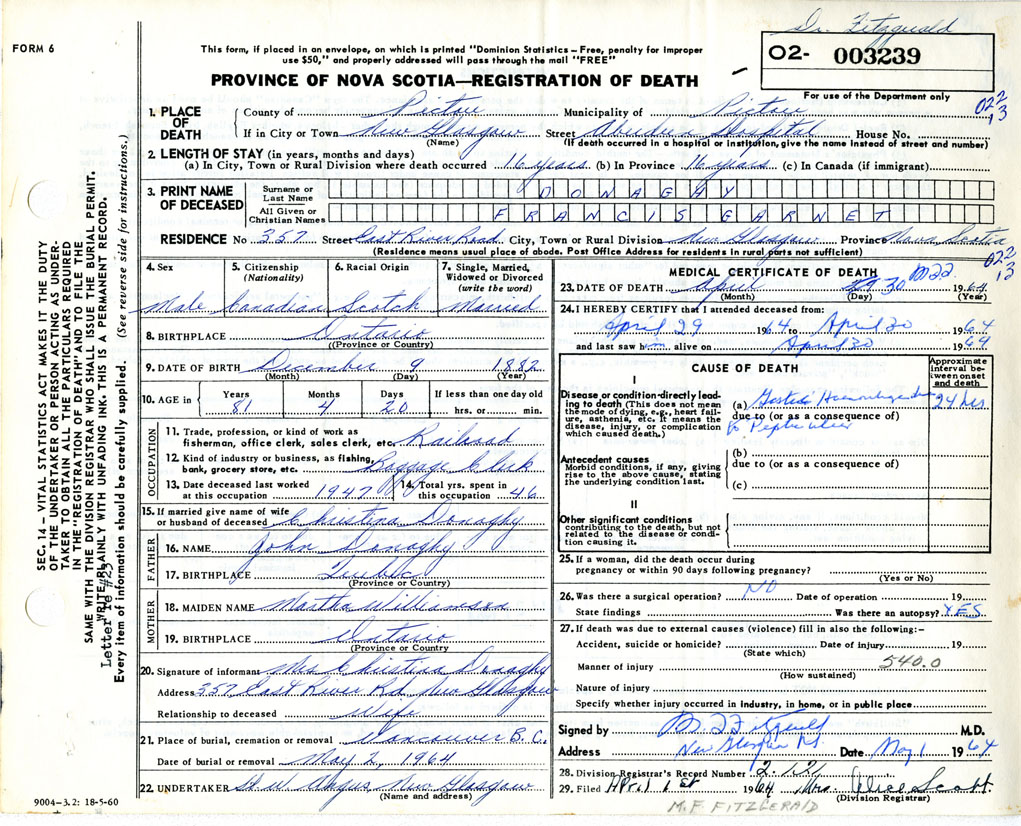 Dr. Fitzgerald
FORM 6
This form, if placed in an envelope, on which is printed "Dominion Statistics — Free, penalty for improper
use $50," and properly addressed will pass through the mail "FREE"
PROVINCE OF NOVA SCOTIA—REGISTRATION OF DEATH
02- 003239
For use of the Department only
022
13
1. PLACE OF DEATH
County of Pictou Municipality of Pictou
If in City or Town New Glasgow Street Aberdeen Hospital House No.
(Name) (If death occurred in a hospital or institution, give the name instead of street and number)
2. LENGTH OF STAY (in years, months and days)
(a) In City, Town or Rural Division where death occurred 16 years (b) In Province 16 years (c) In Canada (if immigrant)
3. PRINT NAME OF DECEASED
Surname or Last Name DONAGHY
All Given or Christian Names FRANCIS GARNET
RESIDENCE No 357 Street East River Road City, Town or Rural Division New Glasgow Province Nova Scotia
(Residence means usual place of abode. Post Office Address for residents in rural parts not sufficient)
022
13
4. Sex Male
5. Citizenship (Nationality) Canadian
6. Racial Origin Scotch
7. Single, Married, Widowed or Divorced (write the word) Married
8. BIRTHPLACE Ontario
(Province or Country)
9. DATE OF BIRTH December 9 1882
(Month) (Day) (Year)
10. AGE in Years 81 Months 4 Days 20 If less than one day old hrs. or min.
OCCUPATION
11. Trade, profession, or kind of work as
fisherman, office clerk, sales clerk, etc. Railroad
12. Kind of industry or business, as fishing,
bank, grocery store, etc. Baggage Clerk
13. Date deceased last worked at this occupation 1947
14. Total yrs. spent in this occupation 46
15. If married give name of wife
or husband of deceased Christina Donaghy
FATHER
16. NAME John Donaghy
17. BIRTHPLACE
(Province or Country)
MOTHER
18. MAIDEN NAME Martha Williamson
19. BIRTHPLACE Ontario
(Province or Country)
20. Signature of informant Mrs Christina Donaghy
Address 357 East River Rd New Glasgow
Relationship to deceased Wife
21. Place of burial, cremation or removal Vancouver B.C.
Date of burial or removal May 2, 1964
22. UNDERTAKER H. W. Angus New Glasgow
(Name and address)
MEDICAL CERTIFICATE OF DEATH
23. DATE OF DEATH April 30 1964
(Month) (Day) (Year)
24. I HEREBY CERTIFY that I attended deceased from:
April 29 1964 to April 30 1964
and last saw him alive on April 30 1964
CAUSE OF DEATH
Approximate interval between onset and death
I
Disease or condition directly leading to death (This does not mean the mode of dying, e.g., heart failure, asthenia, etc. It means the disease, injury, or complication which caused death.)
(a) 24 hrs
due to (or as a consequence of)
Peptic ulcer
Antecedent causes
Morbid conditions, if any, giving rise to the above cause, stating the underlying condition last.
(b)
due to (or as a consequence of)
(c)
II
Other significant conditions
contributing to the death, but not related to the disease or condition causing it.
25. If a woman, did the death occur during
pregnancy or within 90 days following pregnancy?
(Yes or No)
26. Was there a surgical operation? NO Date of operation 19
State findings Was there an autopsy? YES
27. If death was due to external causes (violence) fill in also the following:-
Accident, suicide or homicide? Date of injury 19
(State which)
Manner of injury 540.0
(How sustained)
Nature of injury
Specify whether injury occurred in industry, in home, or in public place
Signed by M F Fitzgerald M.D.
Address New Glasgow N.S. Date May 1 1964
28. Division Registrar's Record Number 2121
29. Filed April 1st 1964 Mrs. Alice Scott
(Division Registrar)
M.F. FITZGERALD
SEC. 14 – VITAL STATISTICS ACT MAKES IT THE DUTY
OF THE UNDERTAKER OR PERSON ACTING AS UNDER-
TAKER TO OBTAIN ALL THE PARTICULARS REQUIRED
IN THE "REGISTRATION OF DEATH" AND TO FILE THE
SAME WITH THE DIVISION REGISTRAR WHO SHALL ISSUE THE BURIAL PERMIT.
WRITE PLAINLY WITH UNFADING INK. THIS IS A PERMANENT RECORD.
Letter re #23
Every item of information should be carefully supplied. (See reverse side for instructions.)
9004–3.2: 18-5-60